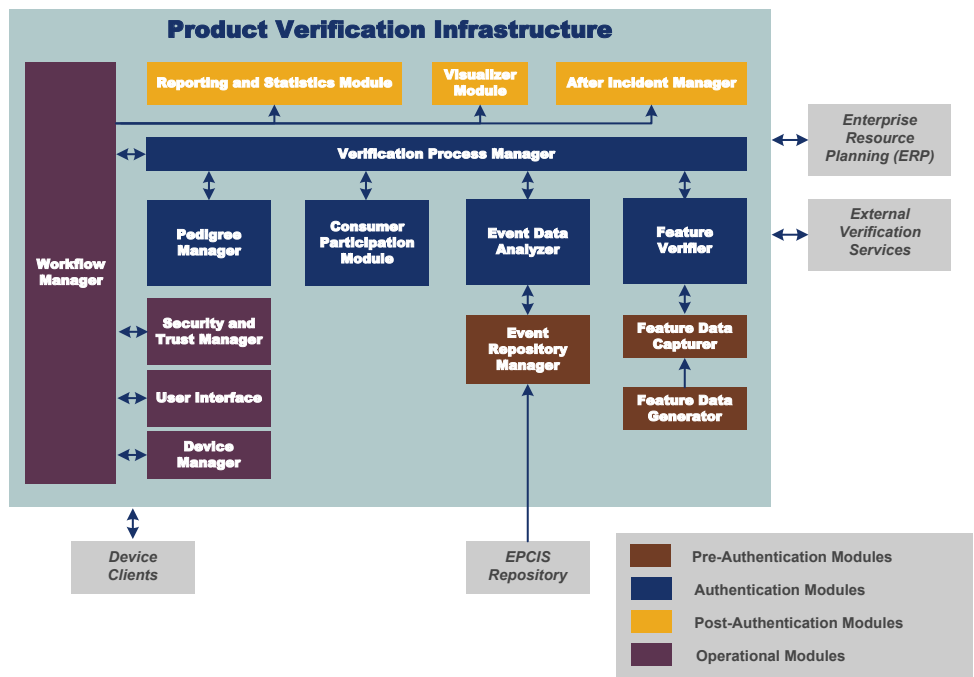 Product Verification Infrastructure
Reporting and Statistics Module
Visualizer
Module
After Incident Manager
Enterprise
Resource
Planning (ERP)
Verification Process Manager
Workflow
Manager
Pedigree
Manager
Consumer
Participation
Module
Event Data
Analyzer
Feature
Verifier
External
Verification
Services
Security and
Trust Manager
Event
Repository
Manager
Feature Data
Capturer
User Interface
Feature Data
Generator
Device
Manager
Device
Clients
EPCIS
Repository
Pre-Authentication Modules
Authentication Modules
Post-Authentication Modules
Operational Modules